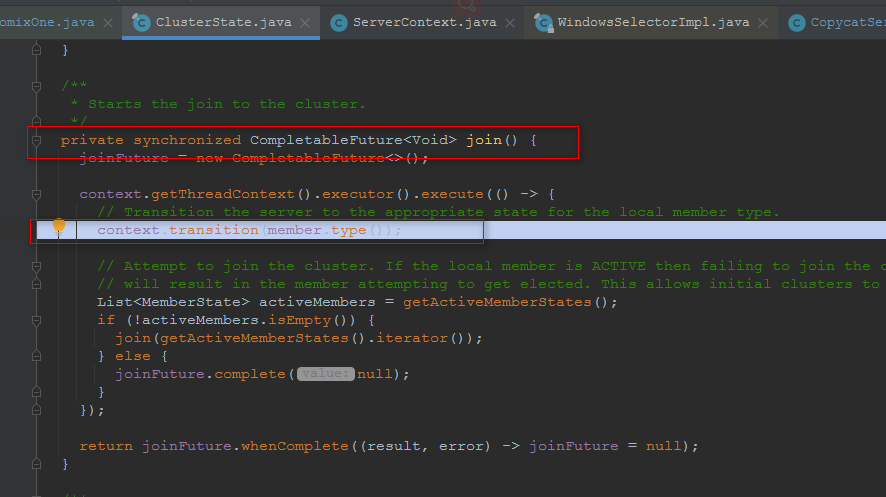 omixOne.java × ClusterState.java × ServerContext.java × WindowsSelectorImpl.java × CopycatSer
}
/**
* Starts the join to the cluster.
*/
private synchronized CompletableFuture<Void> join() {
joinFuture = new CompletableFuture<>();
context.getThreadContext().executor().execute(() -> {
// Transition the server to the appropriate state for the local member type.
context.transition(member.type());
// Attempt to join the cluster. If the local member is ACTIVE then failing to join the c
// will result in the member attempting to get elected. This allows initial clusters to
List<MemberState> activeMembers = getActiveMemberStates();
if (!activeMembers.isEmpty()) {
join(getActiveMemberStates().iterator());
} else {
joinFuture.complete( value: null);
}
});
return joinFuture.whenComplete((result, error) -> joinFuture = null);
}